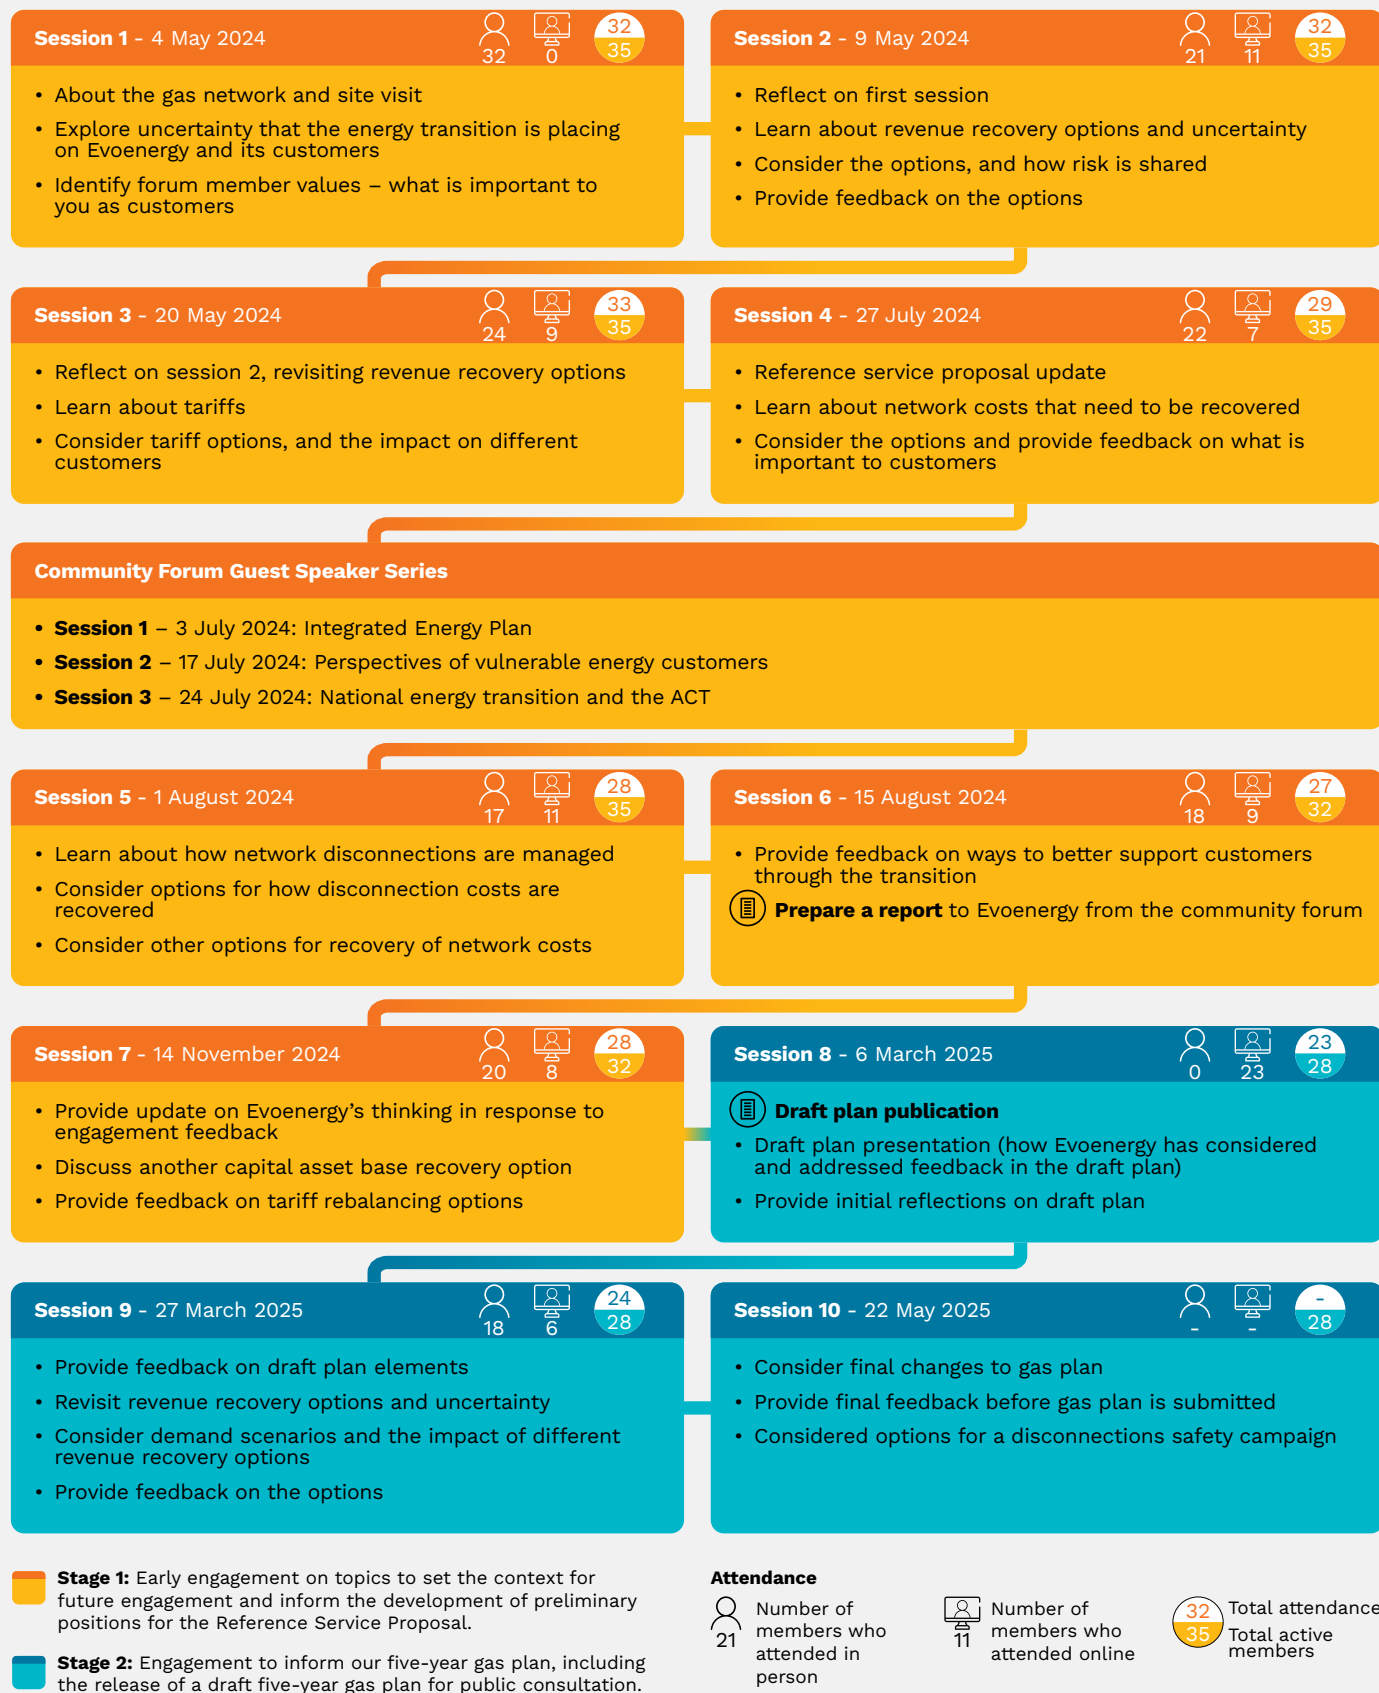 Session 1 - 4 May 2024
32
0
32
35
• About the gas network and site visit
• Explore uncertainty that the energy transition is placing
on Evoenergy and its customers
• Identify forum member values – what is important to
you as customers
Session 2 - 9 May 2024
21
11
32
35
• Reflect on first session
• Learn about revenue recovery options and uncertainty
• Consider the options, and how risk is shared
• Provide feedback on the options
Session 3 - 20 May 2024
24
9
33
35
• Reflect on session 2, revisiting revenue recovery options
• Learn about tariffs
• Consider tariff options, and the impact on different
customers
Session 4 - 27 July 2024
22
7
29
35
• Reference service proposal update
• Learn about network costs that need to be recovered
• Consider the options and provide feedback on what is
important to customers
Community Forum Guest Speaker Series
• Session 1 – 3 July 2024: Integrated Energy Plan
• Session 2 – 17 July 2024: Perspectives of vulnerable energy customers
• Session 3 – 24 July 2024: National energy transition and the ACT
Session 5 - 1 August 2024
17
11
28
35
• Learn about how network disconnections are managed
• Consider options for how disconnection costs are
recovered
• Consider other options for recovery of network costs
Session 6 - 15 August 2024
18
9
27
32
• Provide feedback on ways to better support customers
through the transition
Prepare a report to Evoenergy from the community forum
Session 7 - 14 November 2024
20
8
28
32
• Provide update on Evoenergy’s thinking in response to
engagement feedback
• Discuss another capital asset base recovery option
• Provide feedback on tariff rebalancing options
Session 8 - 6 March 2025
0
23
23
28
Draft plan publication
• Draft plan presentation (how Evoenergy has considered
and addressed feedback in the draft plan)
• Provide initial reflections on draft plan
Session 9 - 27 March 2025
18
6
24
28
• Provide feedback on draft plan elements
• Revisit revenue recovery options and uncertainty
• Consider demand scenarios and the impact of different
revenue recovery options
• Provide feedback on the options
Session 10 - 22 May 2025
-
-
-
28
• Consider final changes to gas plan
• Provide final feedback before gas plan is submitted
• Considered options for a disconnections safety campaign
Stage 1: Early engagement on topics to set the context for
future engagement and inform the development of preliminary
positions for the Reference Service Proposal.
Stage 2: Engagement to inform our five-year gas plan, including
the release of a draft five-year gas plan for public consultation.
Attendance
21
Number of
members who
attended in
person
11
Number of
members who
attended online
32
35
Total attendance
Total active
members